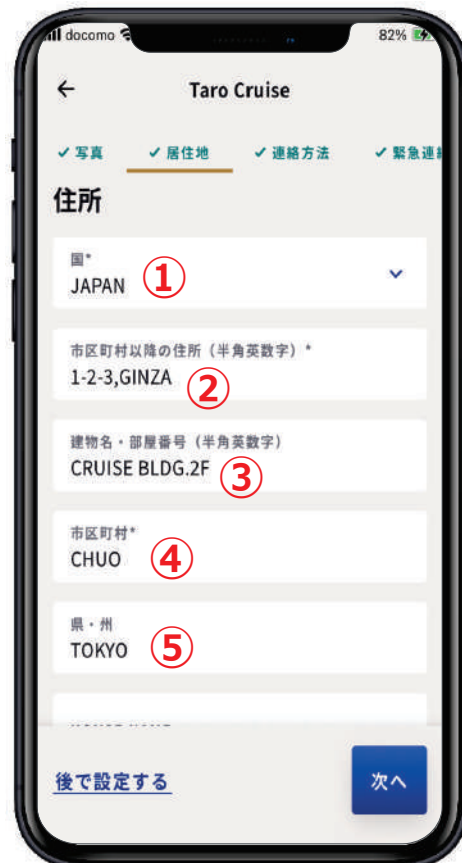 docomo
82%
←
Taro Cruise
✓ 写真
✓ 居住地
✓ 連絡方法
✓ 緊急連
住所
国*
JAPAN
①
市区町村以降の住所（半角英数字）*
1-2-3,GINZA
②
建物名・部屋番号（半角英数字）
CRUISE BLDG.2F
③
市区町村*
CHUO
④
県・州
TOKYO
⑤
後で設定する
次へ